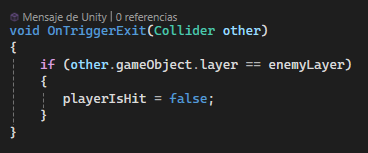 Mensaje de Unity | 0 referencias
void OnTriggerExit(Collider other)
{
    if (other.gameObject.layer == enemyLayer)
    {
        playerIsHit = false;
    }
}